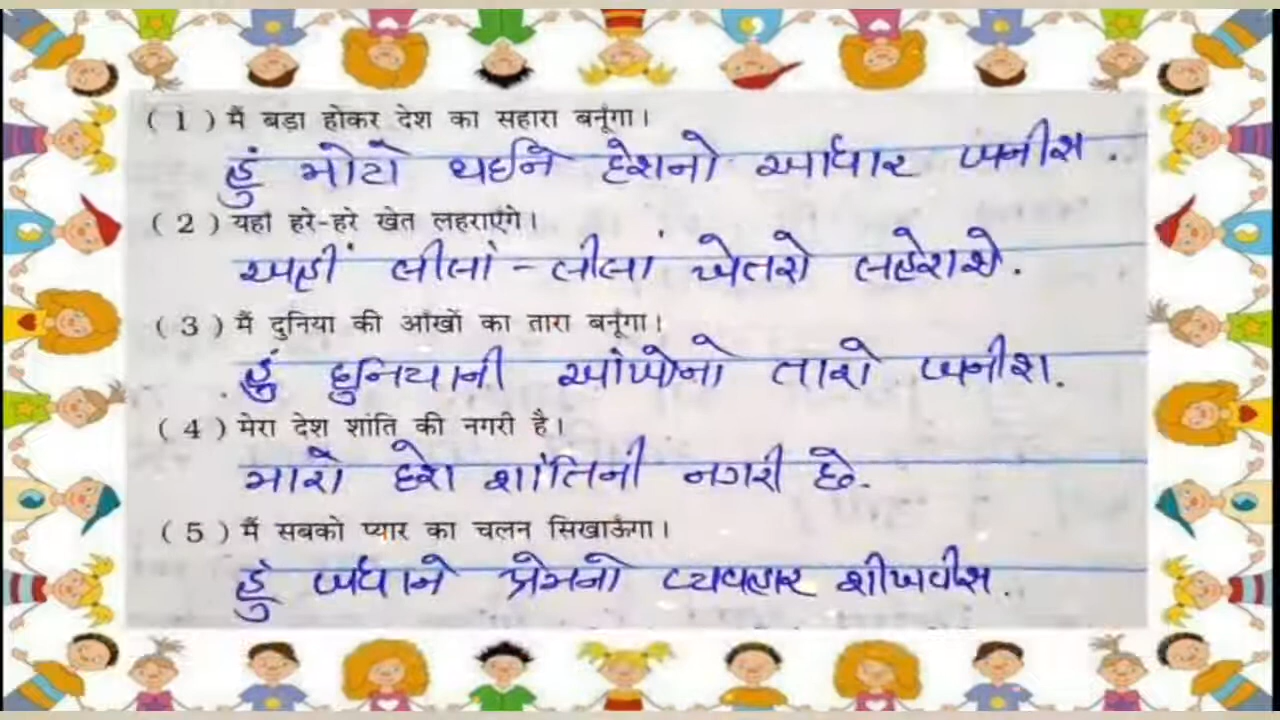 ( 1 ) मैं बड़ा होकर देश का सहारा बनूंगा।
હું મોટો થઈને દેશનો આધાર બનીશ .
( 2 ) यहाँ हरे-हरे खेत लहराएंगे।
અહીં લીલાં - લીલાં ખેતરો લહેરાશે .
( 3 ) मैं दुनिया की आँखों का तारा बनूंगा।
હું દુનિયાની આંખોનો તારો બનીશ .
( 4 ) मेरा देश शांति की नगरी है।
મારો દેશ શાંતિની નગરી છે.
( 5 ) मैं सबको प्यार का चलन सिखाऊंगा।
હું બધાને પ્રેમનો વ્યવહાર શીખવીશ .